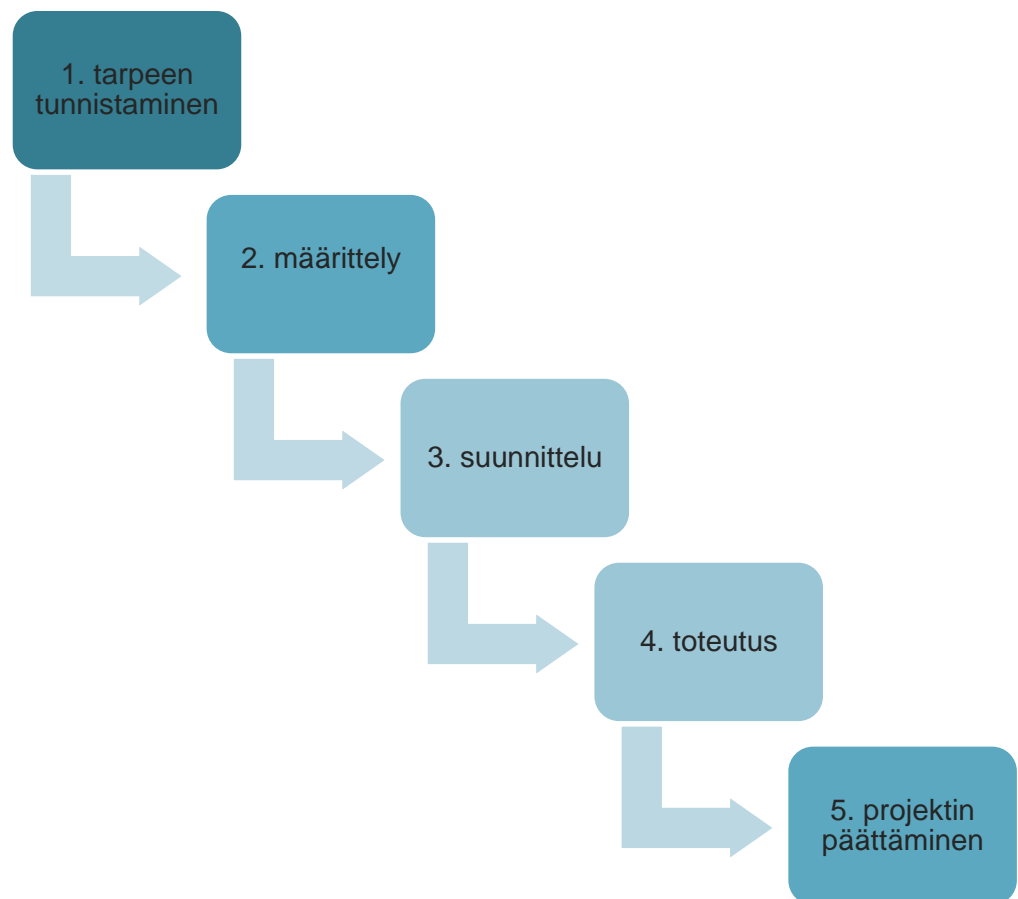 1. tarpeen
tunnistaminen
2. määrittely
3. suunnittelu
4. toteutus
5. projektin
päättäminen